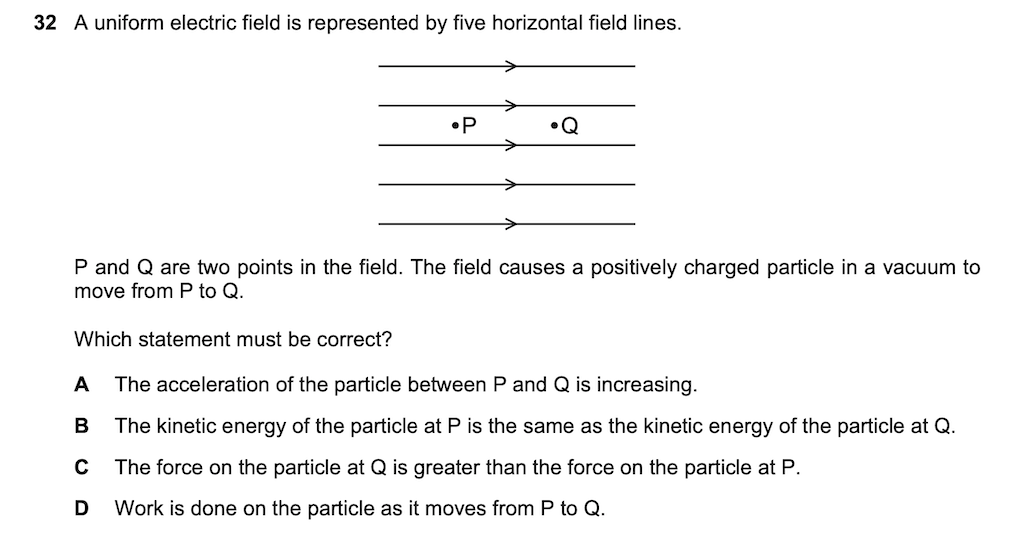 32 A uniform electric field is represented by five horizontal field lines.
P Q
P and Q are two points in the field. The field causes a positively charged particle in a vacuum to
move from P to Q.
Which statement must be correct?
A The acceleration of the particle between P and Q is increasing.
B The kinetic energy of the particle at P is the same as the kinetic energy of the particle at Q.
C The force on the particle at Q is greater than the force on the particle at P.
D Work is done on the particle as it moves from P to Q.